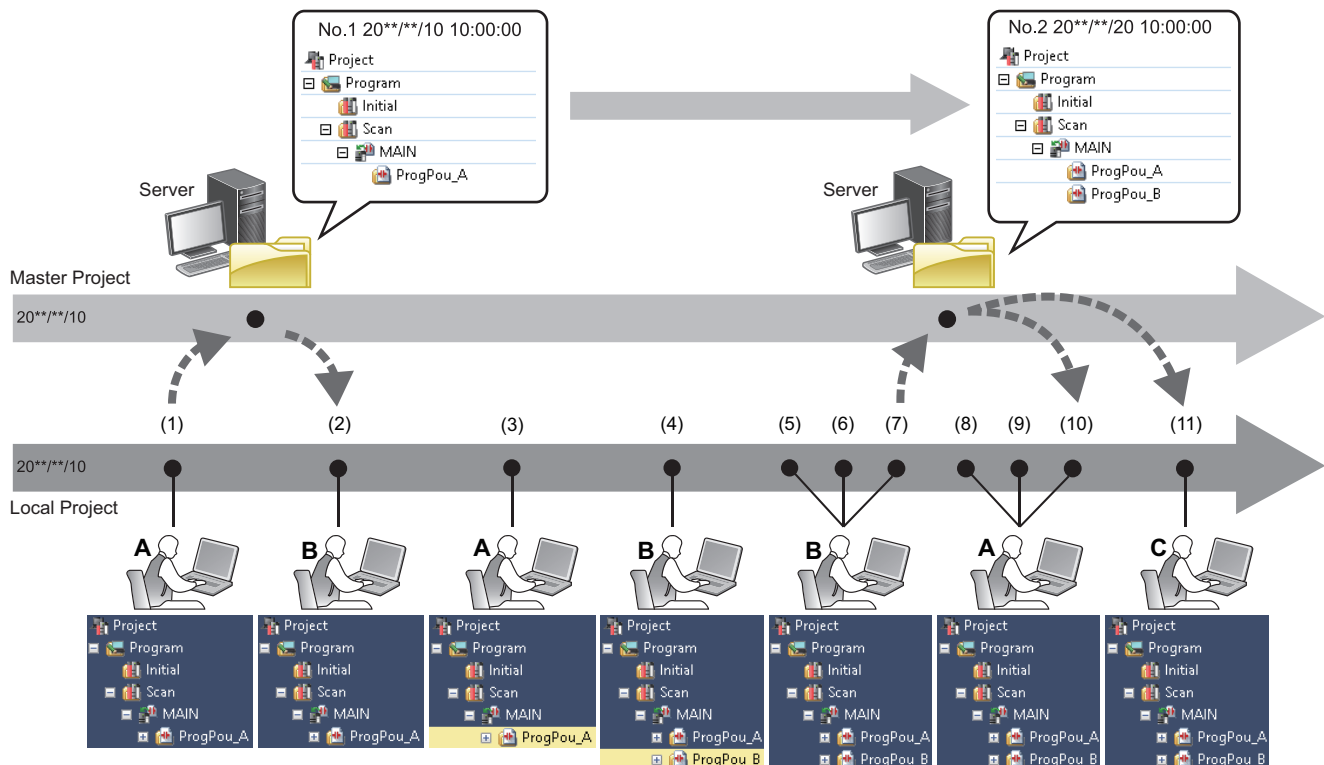 No.1 20**/**/10 10:00:00
Project
Program
Initial
Scan
MAIN
ProgPou_A
No.2 20**/**/20 10:00:00
Project
Program
Initial
Scan
MAIN
ProgPou_A
ProgPou_B
Server
Server
Master Project
20**/**/10
(1)
(2)
(3)
(4)
(5)
(6)
(7)
(8)
(9)
(10)
(11)
20**/**/10
Local Project
A
B
A
B
B
A
C
Project
Program
Initial
Scan
MAIN
ProgPou_A
Project
Program
Initial
Scan
MAIN
ProgPou_A
Project
Program
Initial
Scan
MAIN
ProgPou_A
Project
Program
Initial
Scan
MAIN
ProgPou_A
ProgPou_B
Project
Program
Initial
Scan
MAIN
ProgPou_A
ProgPou_B
Project
Program
Initial
Scan
MAIN
ProgPou_A
ProgPou_B
Project
Program
Initial
Scan
MAIN
ProgPou_A
ProgPou_B